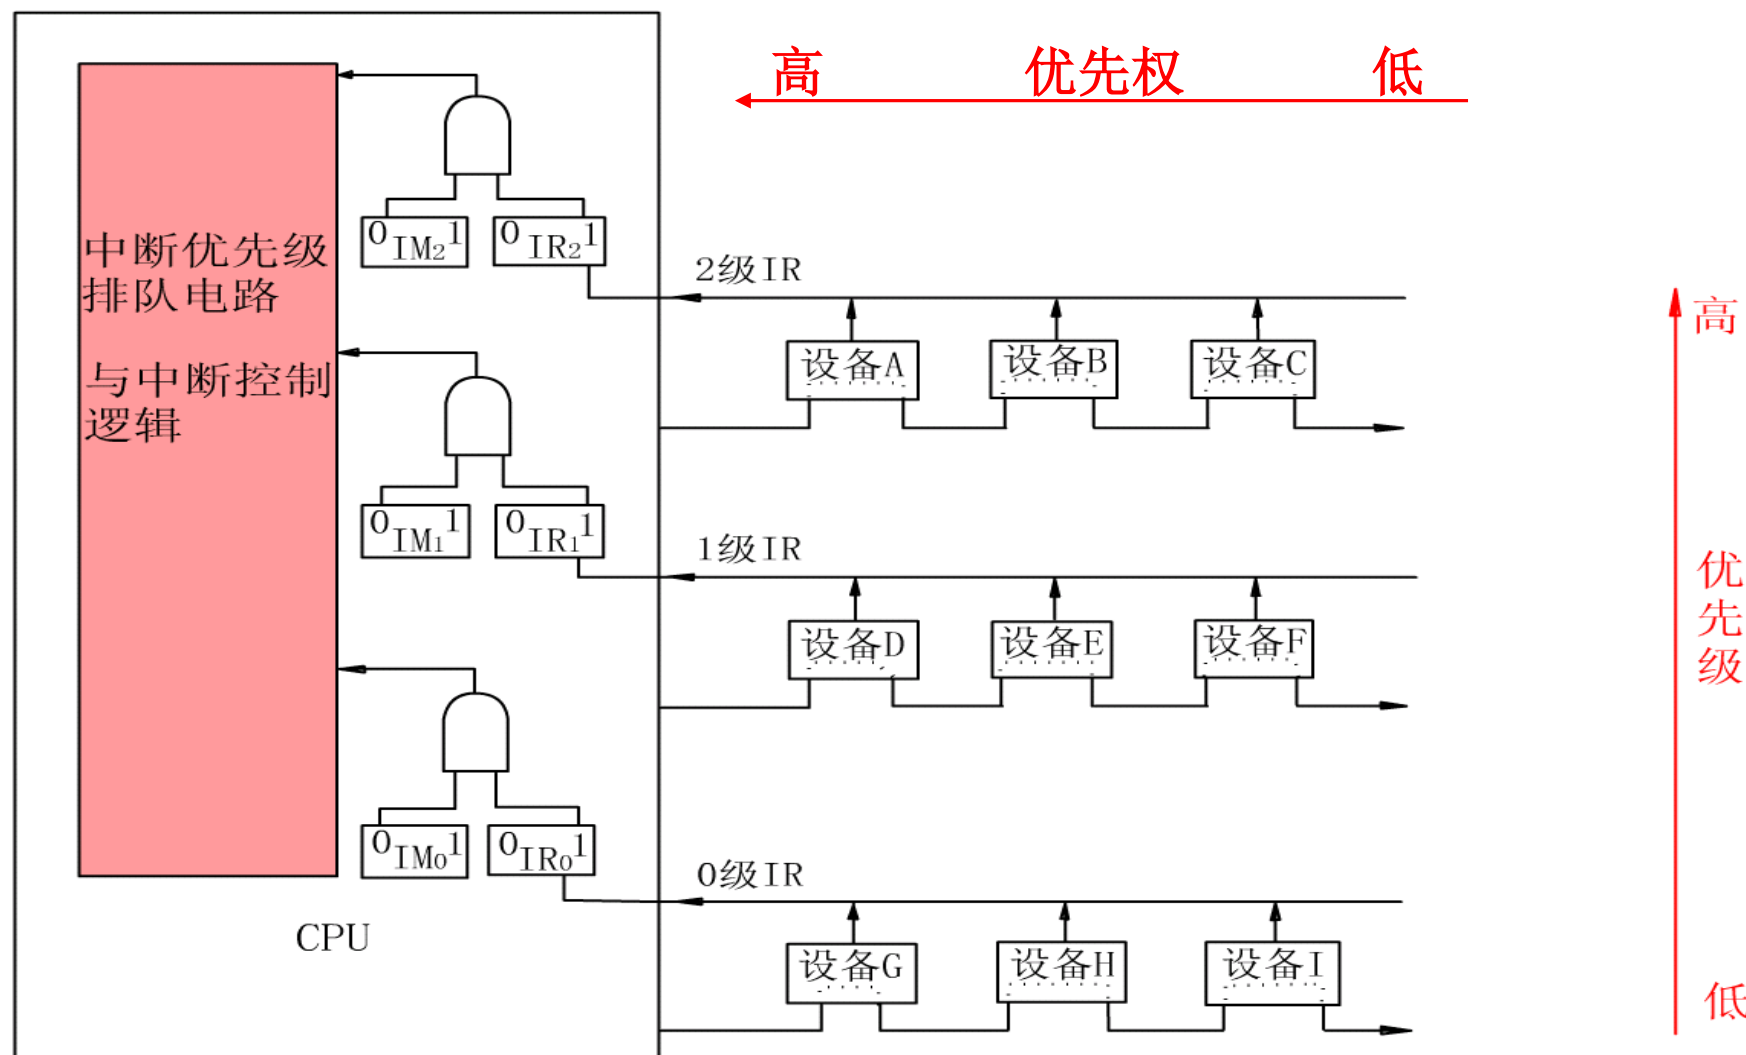 高 优先权 低
中断优先级
排队电路
与中断控制
逻辑
0 IM2 1
0 IR2 1
2级IR
设备A
设备B
设备C
0 IM1 1
0 IR1 1
1级IR
设备D
设备E
设备F
0 IM0 1
0 IR0 1
0级IR
设备G
设备H
设备I
CPU
高
优
先
级
低